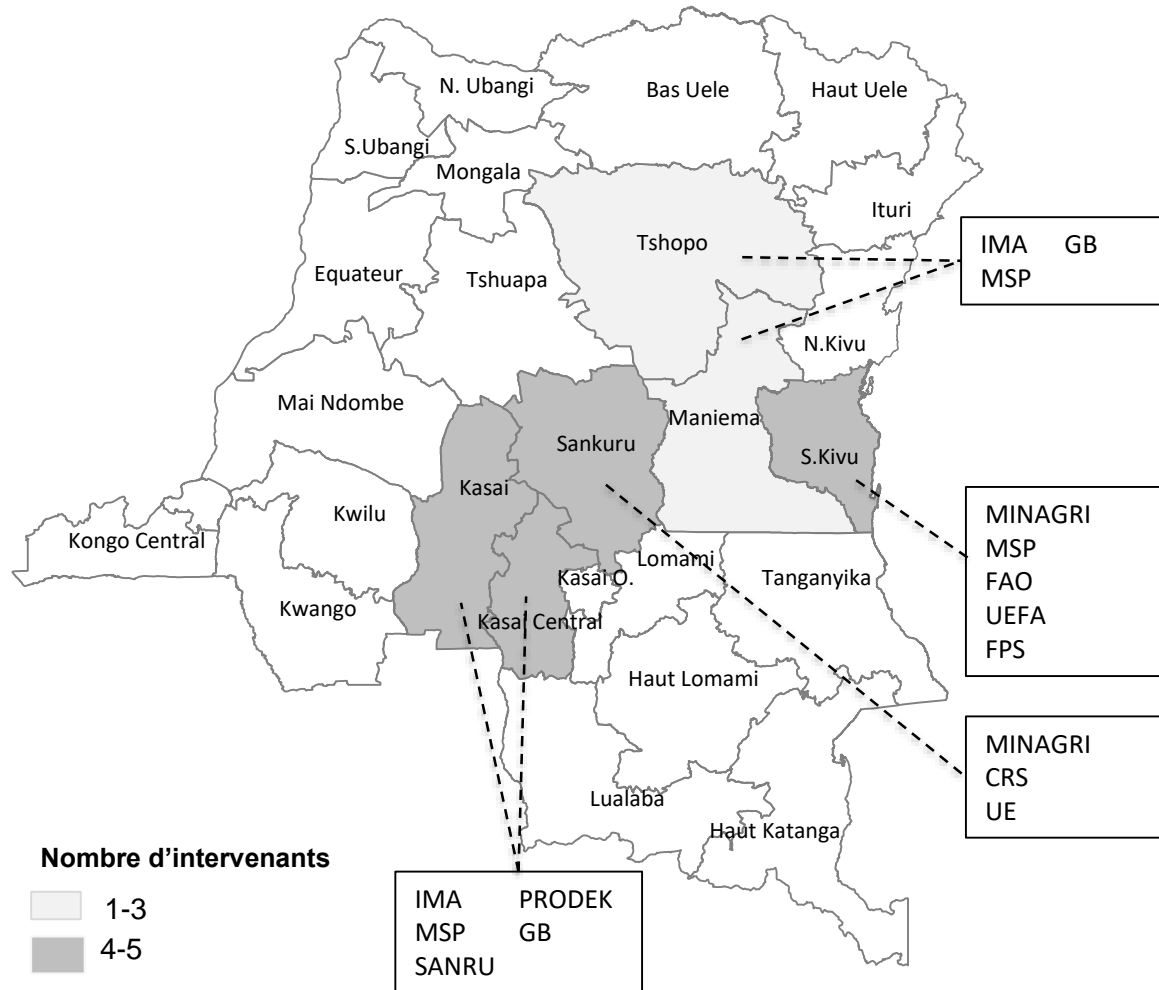 N. Ubangi
Bas Uele
Haut Uele
S.Ubangi
Mongala
Ituri
Tshopo
IMA GB
MSP
Equateur
Tshuapa
N.Kivu
Mai Ndombe
Maniema
Sankuru
S.Kivu
Kasai
Kwilu
Kongo Central
MINAGRI
MSP
FAO
UEFA
FPS
Lomami
Kasai O.
Tanganyika
Kwango
Kasai Central
Haut Lomami
MINAGRI
CRS
UE
Lualaba
Haut Katanga
Nombre d’intervenants
1-3
4-5
IMA PRODEK
MSP GB
SANRU